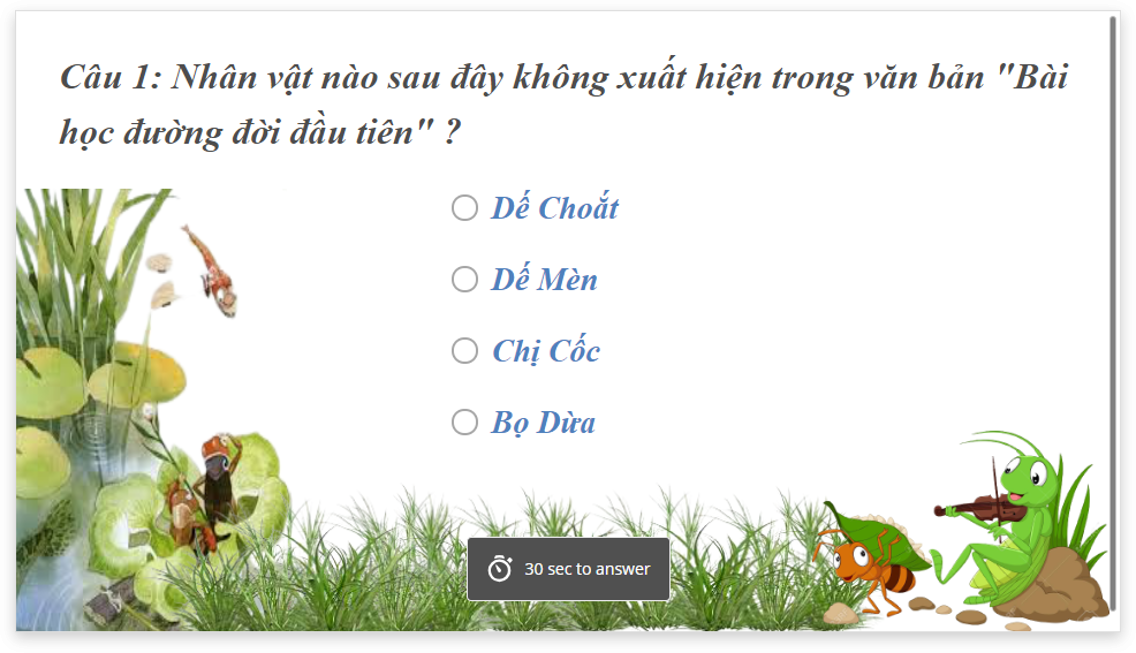 Câu 1: Nhân vật nào sau đây không xuất hiện trong văn bản "Bài
học đường đời đầu tiên" ?
Dế Choắt
Dế Mèn
Chị Cốc
Bọ Dừa
30 sec to answer